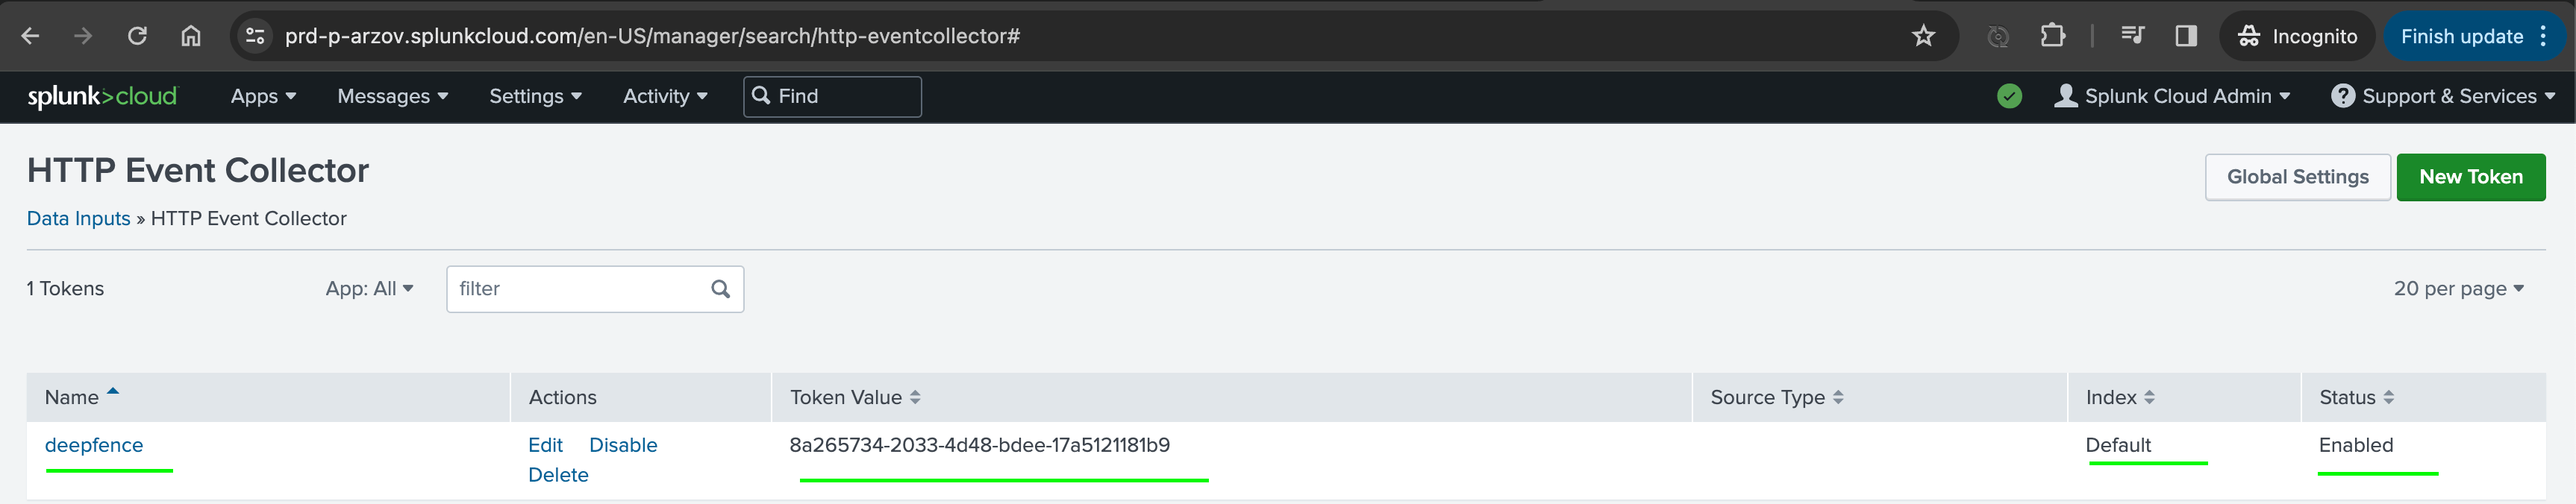 prd-p-arzov.splunkcloud.com/en-US/manager/search/http-eventcollector#
Incognito
Finish update
splunk>cloud
Apps
Messages
Settings
Activity
Find
Splunk Cloud Admin
? Support & Services
HTTP Event Collector
Global Settings
New Token
Data Inputs » HTTP Event Collector
1 Tokens
App: All
filter
20 per page
Name
Actions
Token Value
Source Type
Index
Status
deepfence
Edit Disable
8a265734-2033-4d48-bdee-17a5121181b9
Default
Enabled
Delete